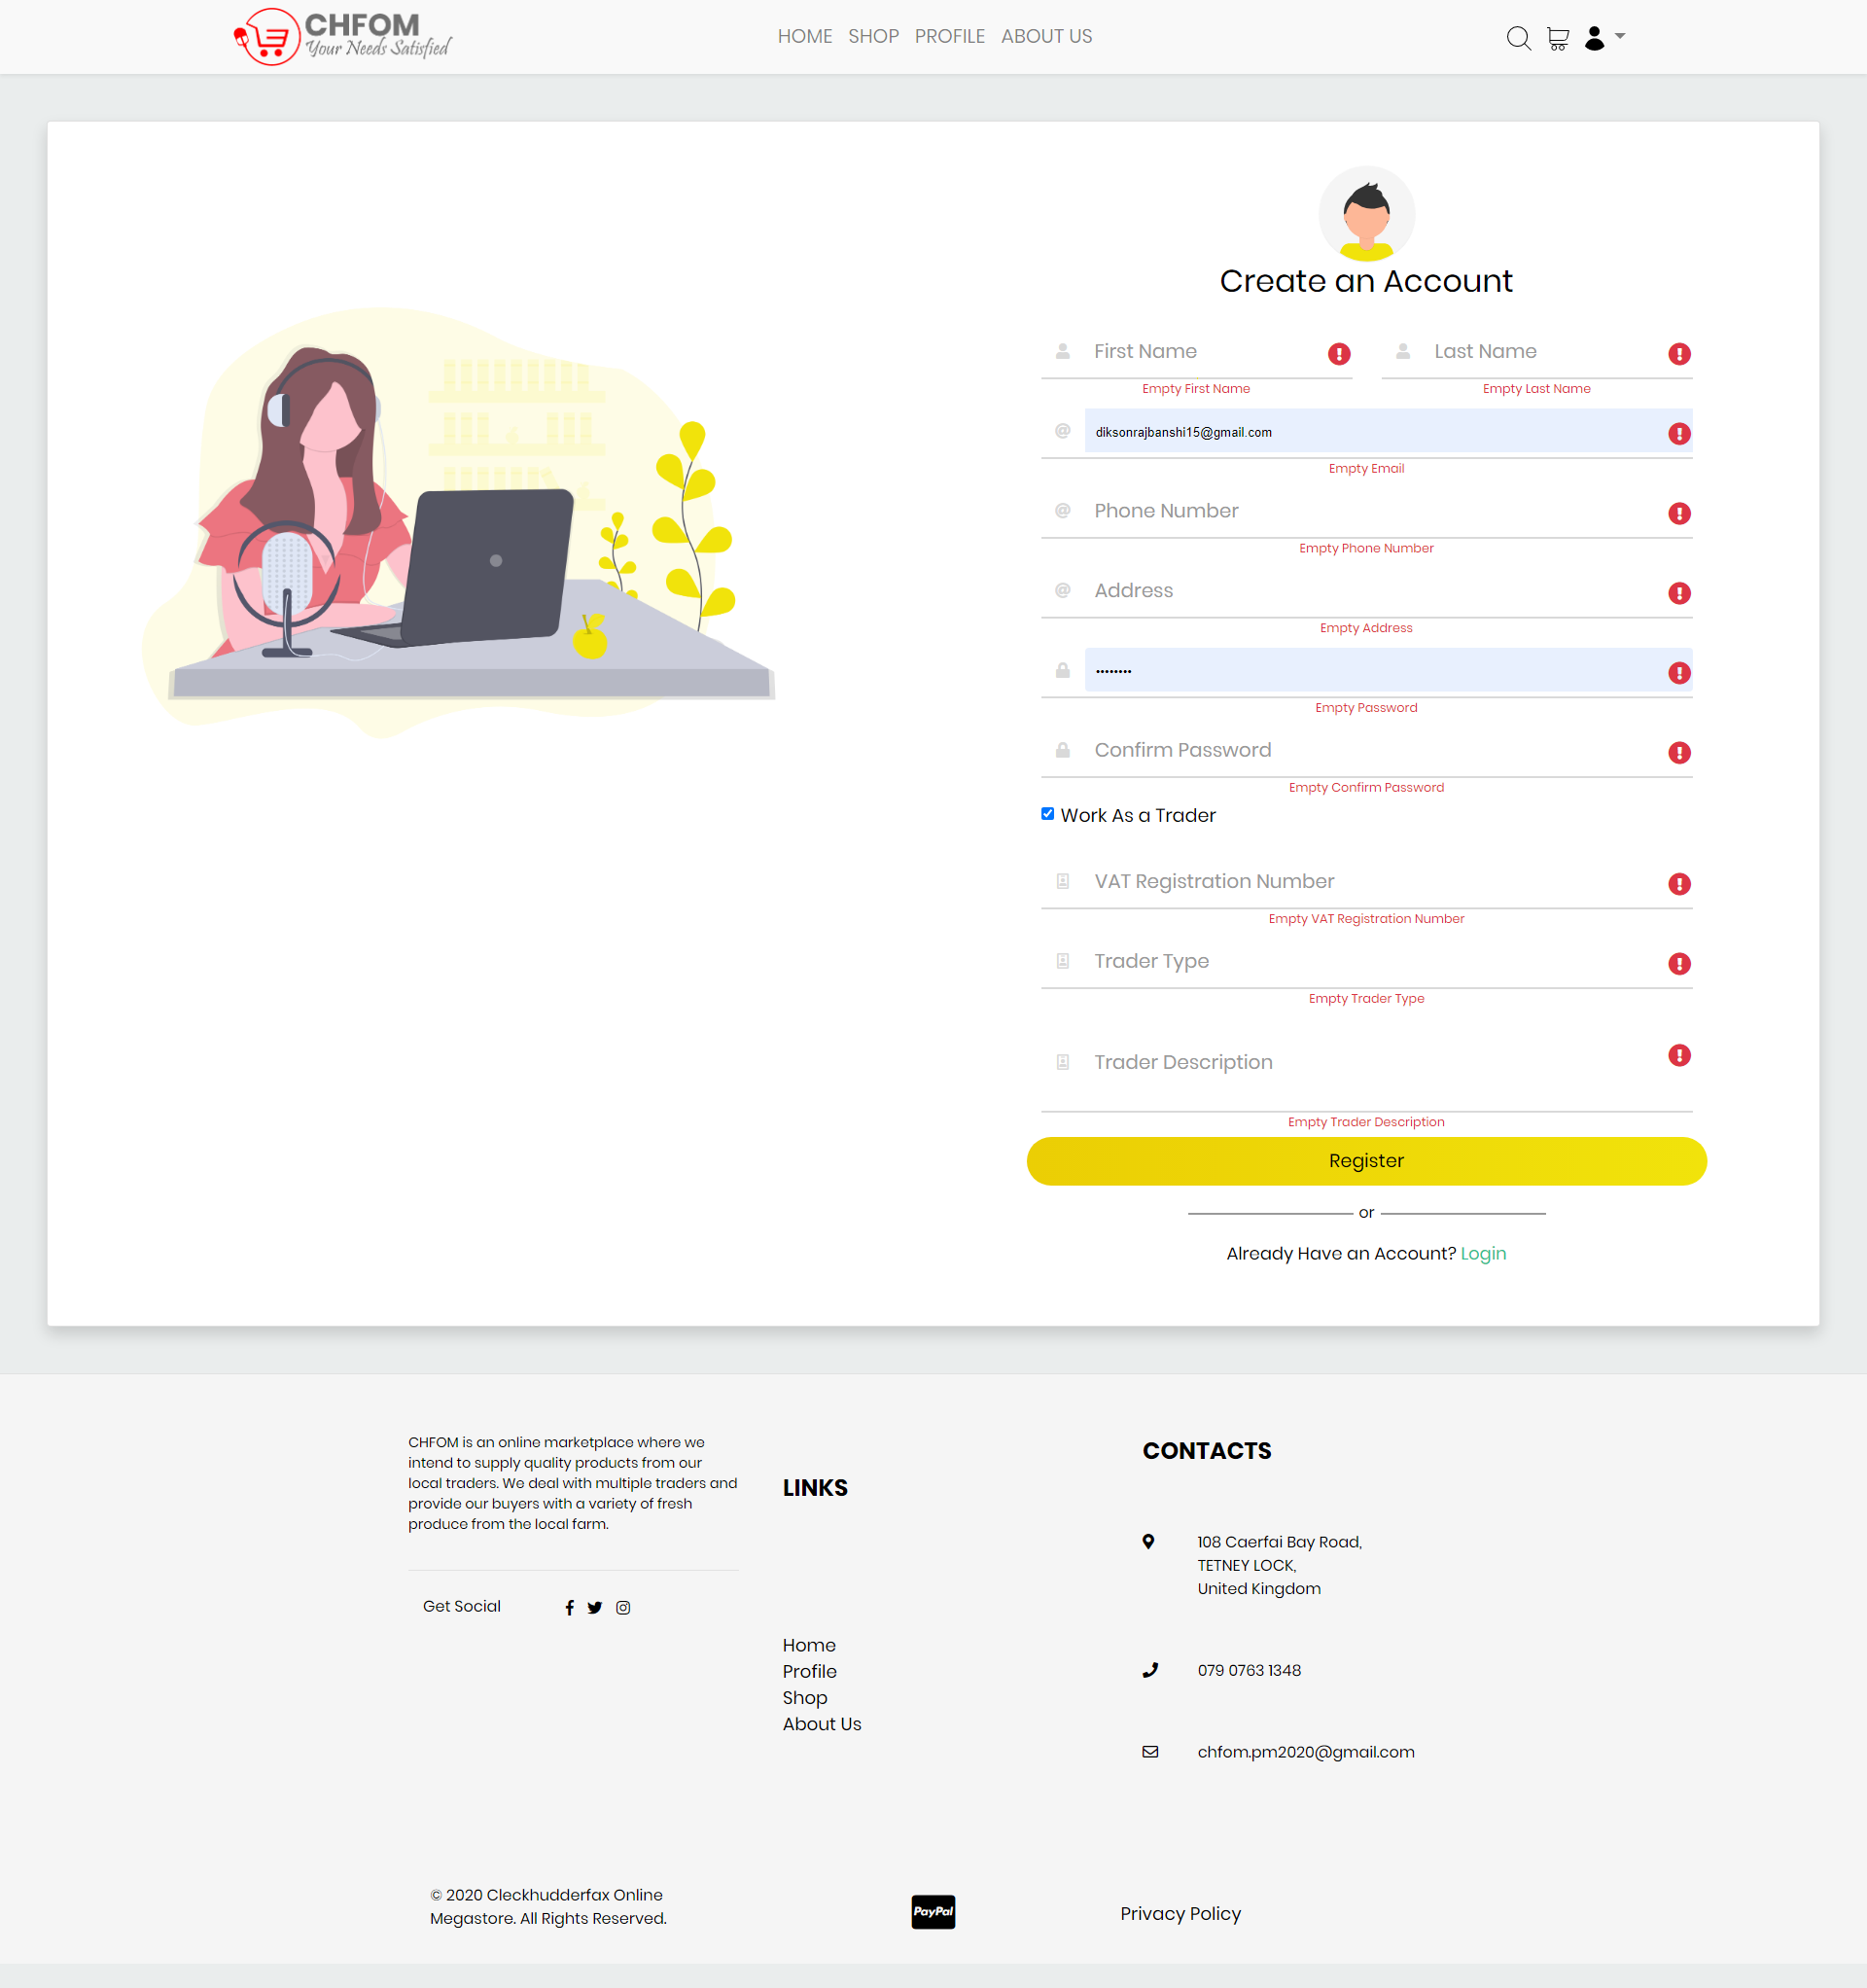 CHFOM
Your Needs Satisfied
HOME SHOP PROFILE ABOUT US
Create an Account
First Name
Last Name
Empty First Name
Empty Last Name
diksonrajbanshi15@gmail.com
Empty Email
Phone Number
Empty Phone Number
Address
Empty Address
••••••••
Empty Password
Confirm Password
Empty Confirm Password
Work As a Trader
VAT Registration Number
Empty VAT Registration Number
Trader Type
Empty Trader Type
Trader Description
Empty Trader Description
Register
or
Already Have an Account? Login
CHFOM is an online marketplace where we
intend to supply quality products from our
local traders. We deal with multiple traders and
provide our buyers with a variety of fresh
produce from the local farm.
Get Social
LINKS
Home
Profile
Shop
About Us
CONTACTS
108 Caerfai Bay Road,
TETNEY LOCK,
United Kingdom
079 0763 1348
chfom.pm2020@gmail.com
© 2020 Cleckhudderfax Online
Megastore. All Rights Reserved.
PayPal
Privacy Policy